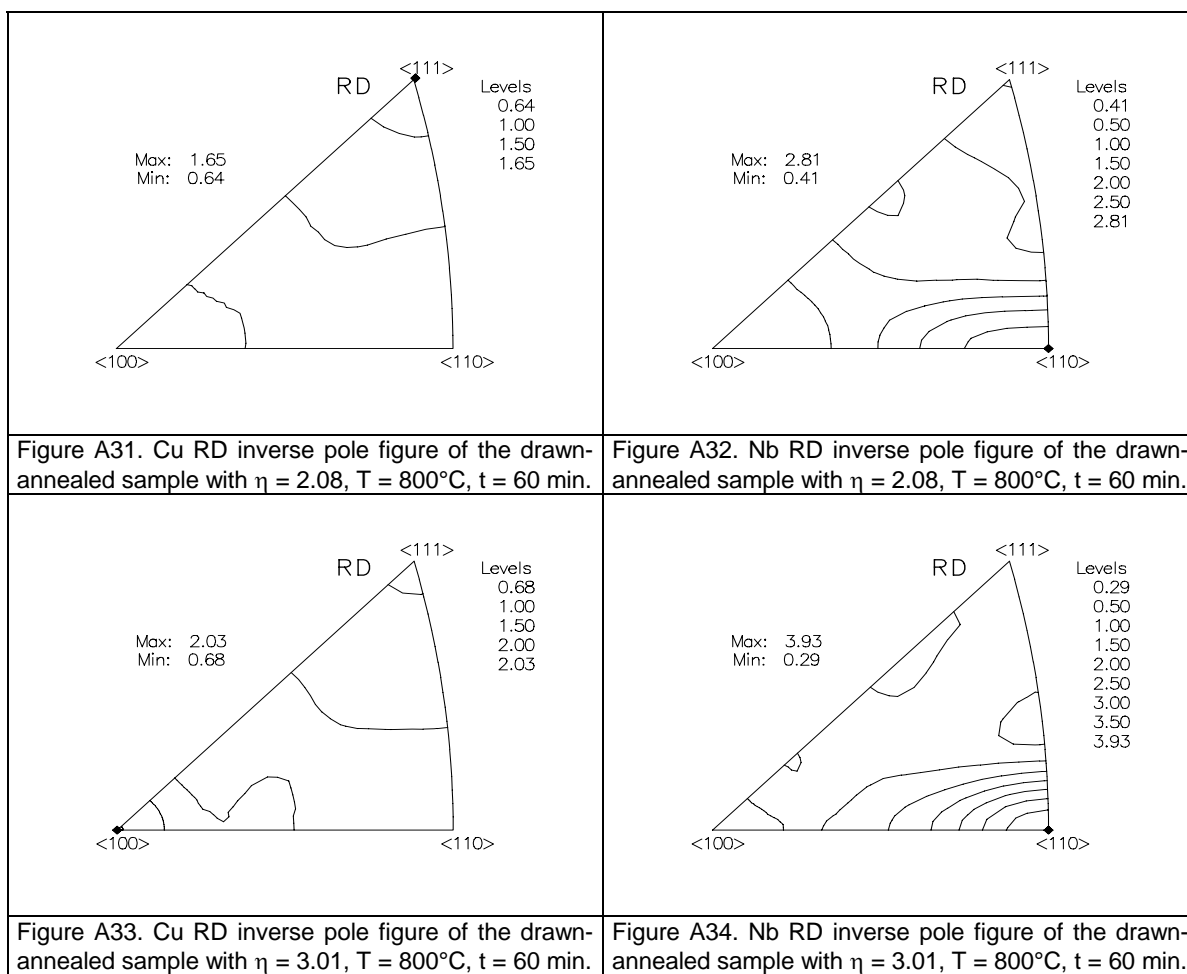 <111>
RD
Levels
0.64
1.00
1.50
1.65
Max: 1.65
Min: 0.64
<100>
<110>
Figure A31. Cu RD inverse pole figure of the drawn-
annealed sample with η = 2.08, T = 800°C, t = 60 min.
<111>
RD
Levels
0.41
0.50
1.00
1.50
2.00
2.50
2.81
Max: 2.81
Min: 0.41
<100>
<110>
Figure A32. Nb RD inverse pole figure of the drawn-
annealed sample with η = 2.08, T = 800°C, t = 60 min.
<111>
RD
Levels
0.68
1.00
1.50
2.00
2.03
Max: 2.03
Min: 0.68
<100>
<110>
Figure A33. Cu RD inverse pole figure of the drawn-
annealed sample with η = 3.01, T = 800°C, t = 60 min.
<111>
RD
Levels
0.29
0.50
1.00
1.50
2.00
2.50
3.00
3.50
3.93
Max: 3.93
Min: 0.29
<100>
<110>
Figure A34. Nb RD inverse pole figure of the drawn-
annealed sample with η = 3.01, T = 800°C, t = 60 min.